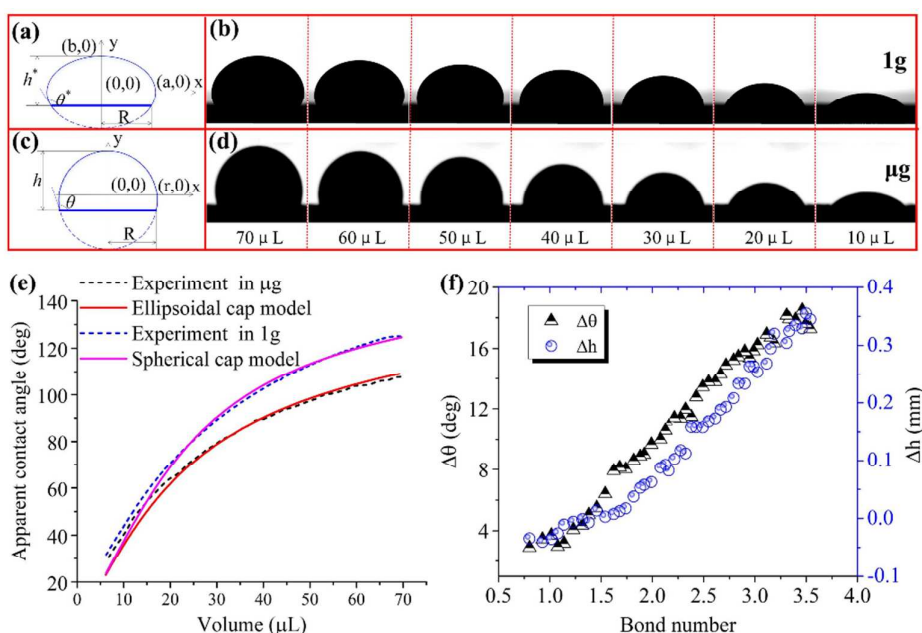 (a)
y
(b,0)
h*
(0,0)
(a,0) x
θ*
R
(b)
1g
(c)
y
h
(0,0)
(r,0) x
θ
R
(d)
μg
70 μ L
60 μ L
50 μ L
40 μ L
30 μ L
20 μ L
10 μ L
(e)
Experiment in μg
Ellipsoidal cap model
Experiment in 1g
Spherical cap model
Apparent contact angle (deg)
140
120
100
80
60
40
20
0 10 20 30 40 50 60 70
Volume (μL)
(f)
Δθ
Δh
Δθ (deg)
20
16
12
8
4
0.5 1.0 1.5 2.0 2.5 3.0 3.5 4.0
Bond number
0.4
0.3
0.2
0.1
0.0
-0.1
Δh (mm)